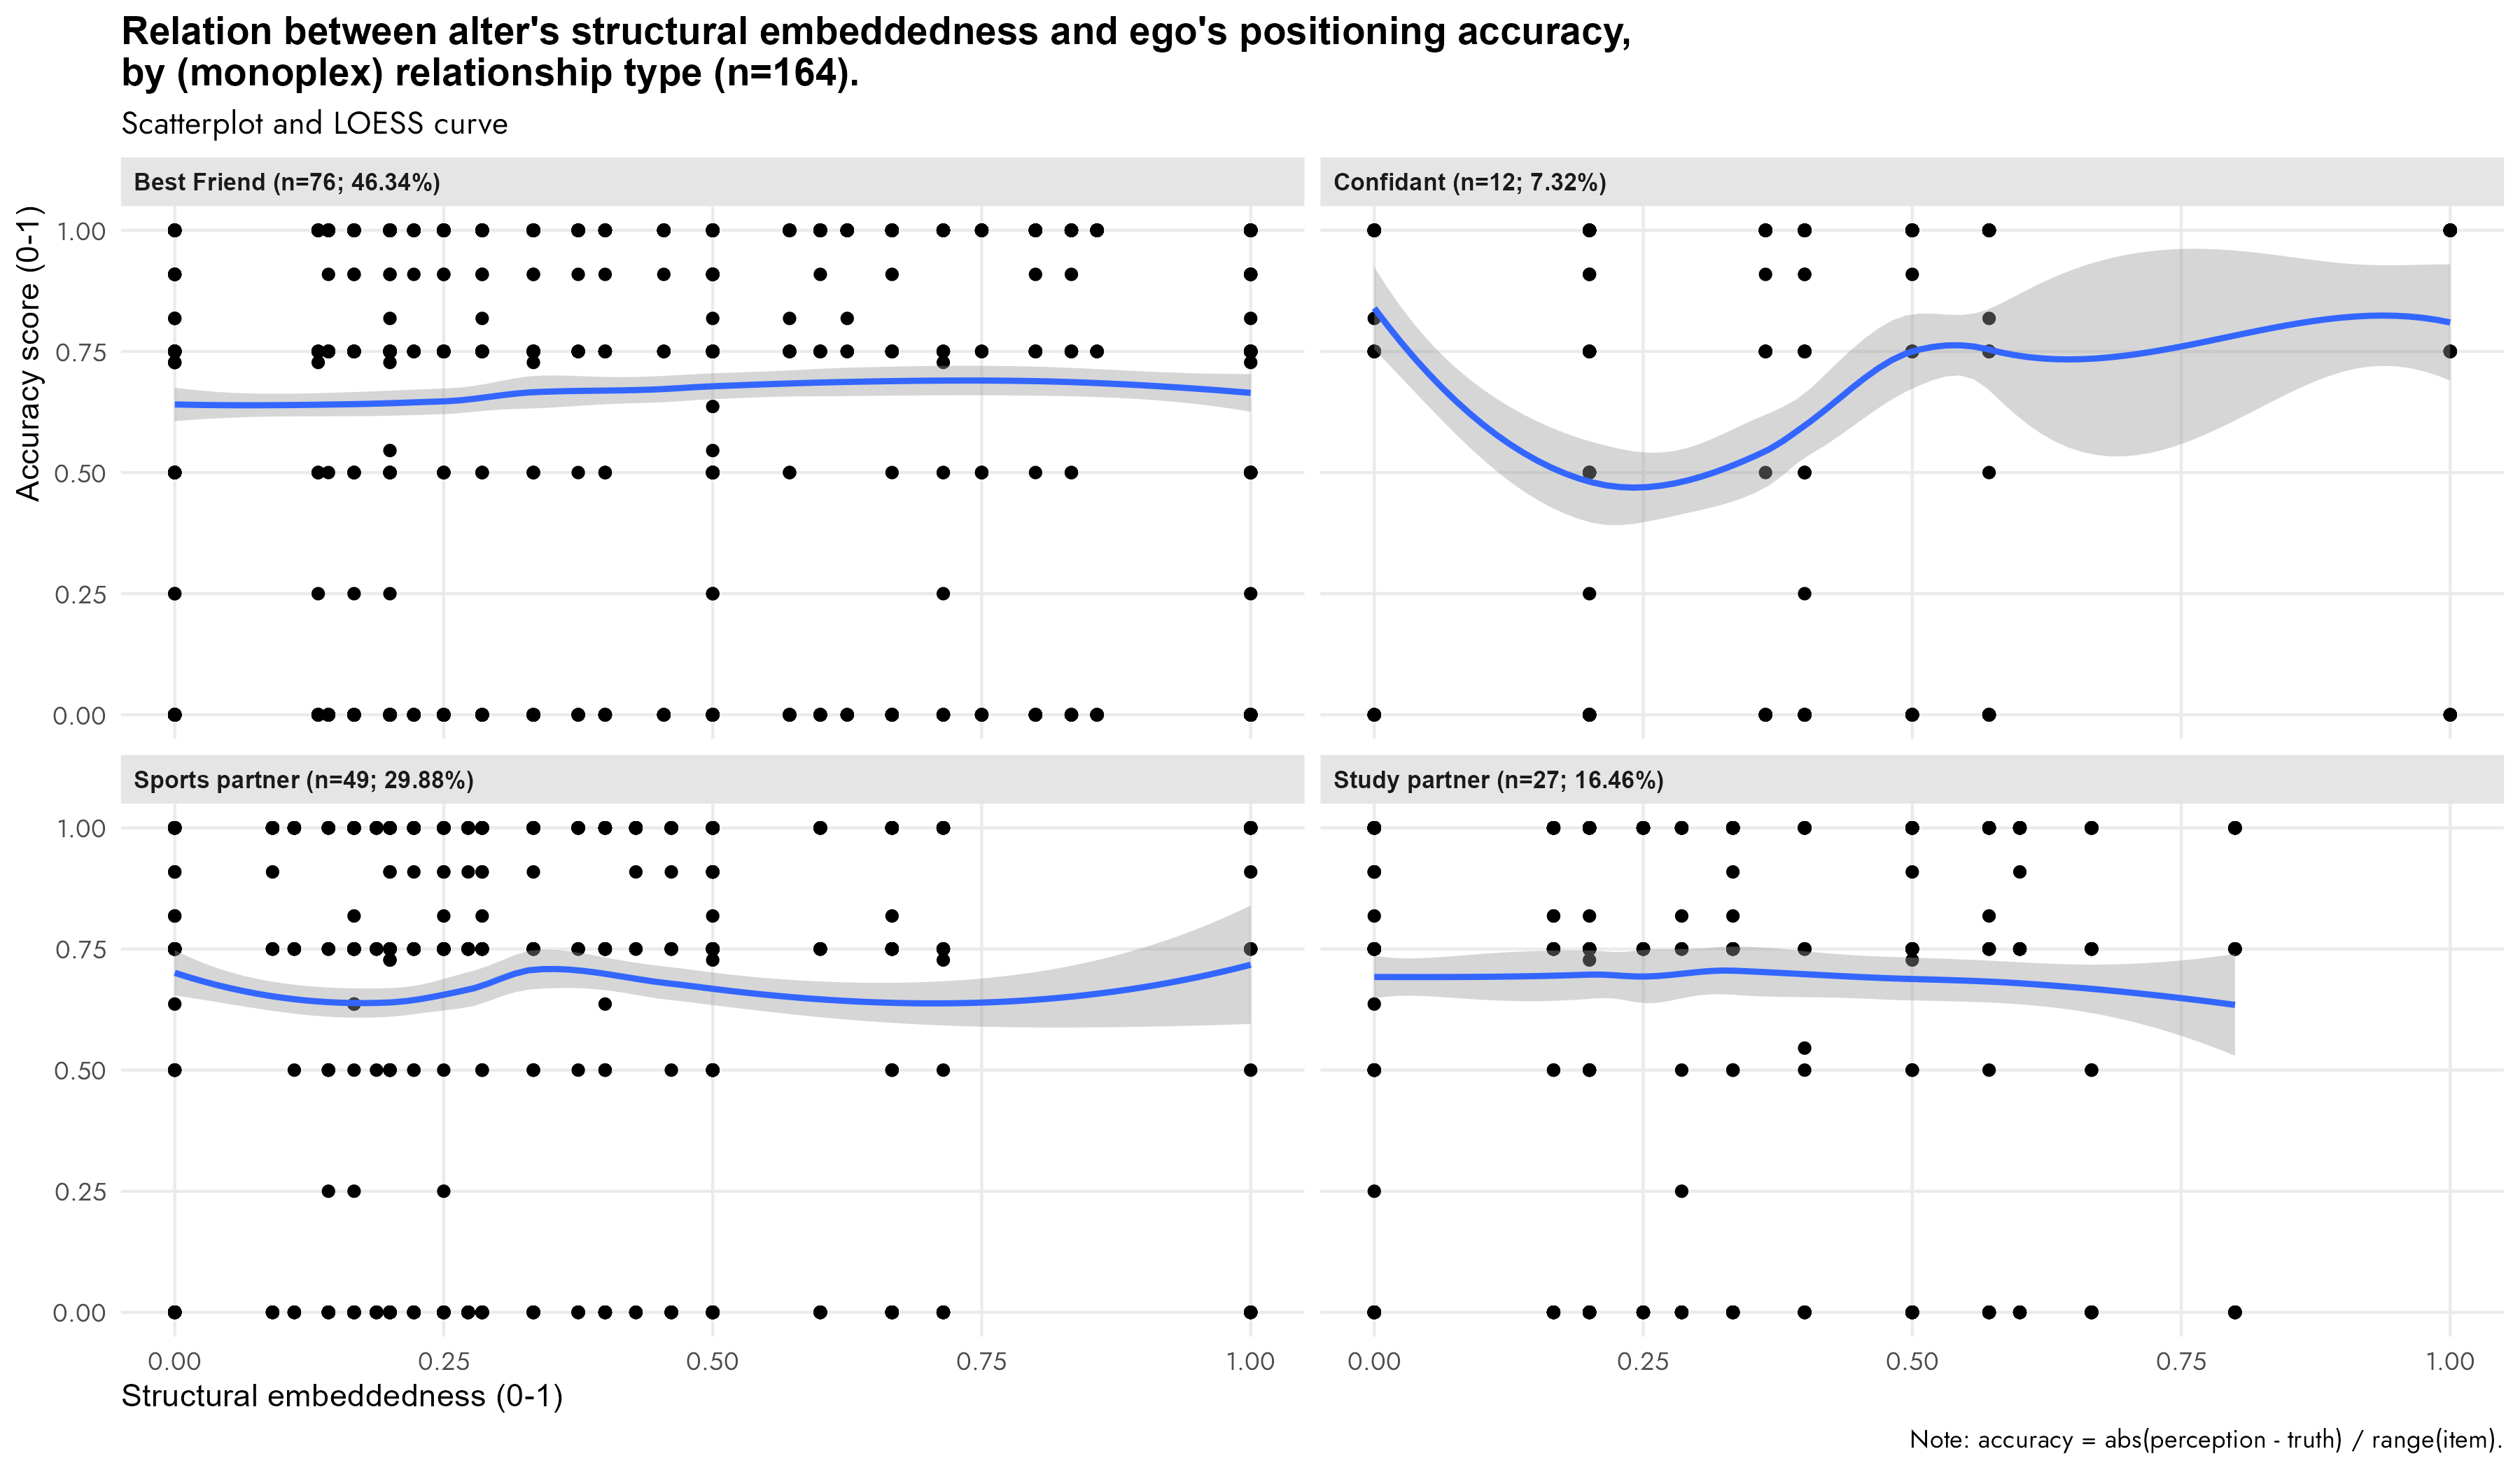 Relation between alter's structural embeddedness and ego's positioning accuracy,
by (monoplex) relationship type (n=164).
Scatterplot and LOESS curve
Best Friend (n=76; 46.34%)
Confidant (n=12; 7.32%)
Accuracy score (0-1)
1.00
0.75
0.50
0.25
0.00
Sports partner (n=49; 29.88%)
Study partner (n=27; 16.46%)
1.00
0.75
0.50
0.25
0.00
0.00 0.25 0.50 0.75 1.00 0.00 0.25 0.50 0.75 1.00
Structural embeddedness (0-1)
Note: accuracy = abs(perception - truth) / range(item).